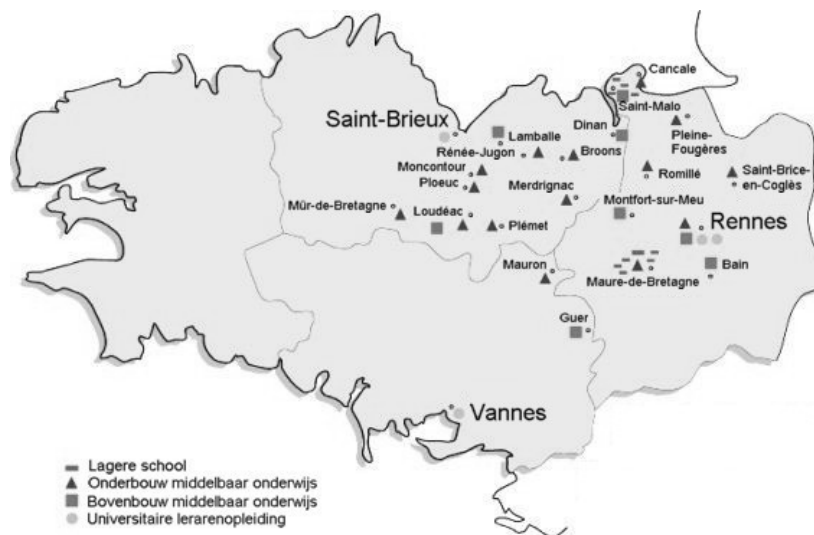 Cancale
Saint-Malo
Saint-Brieux
Dinan
Lamballe
Pleine-
Fougères
Rénée-Jugon
Broons
Moncontour
Romillé
Saint-Brice-
en-Coglès
Ploeuc
Merdrignac
Montfort-sur-Meu
Mûr-de-Bretagne
Loudéac
Plémet
Rennes
Mauron
Maure-de-Bretagne
Bain
Guer
Vannes
Lagere school
Onderbouw middelbaar onderwijs
Bovenbouw middelbaar onderwijs
Universitaire lerarenopleiding